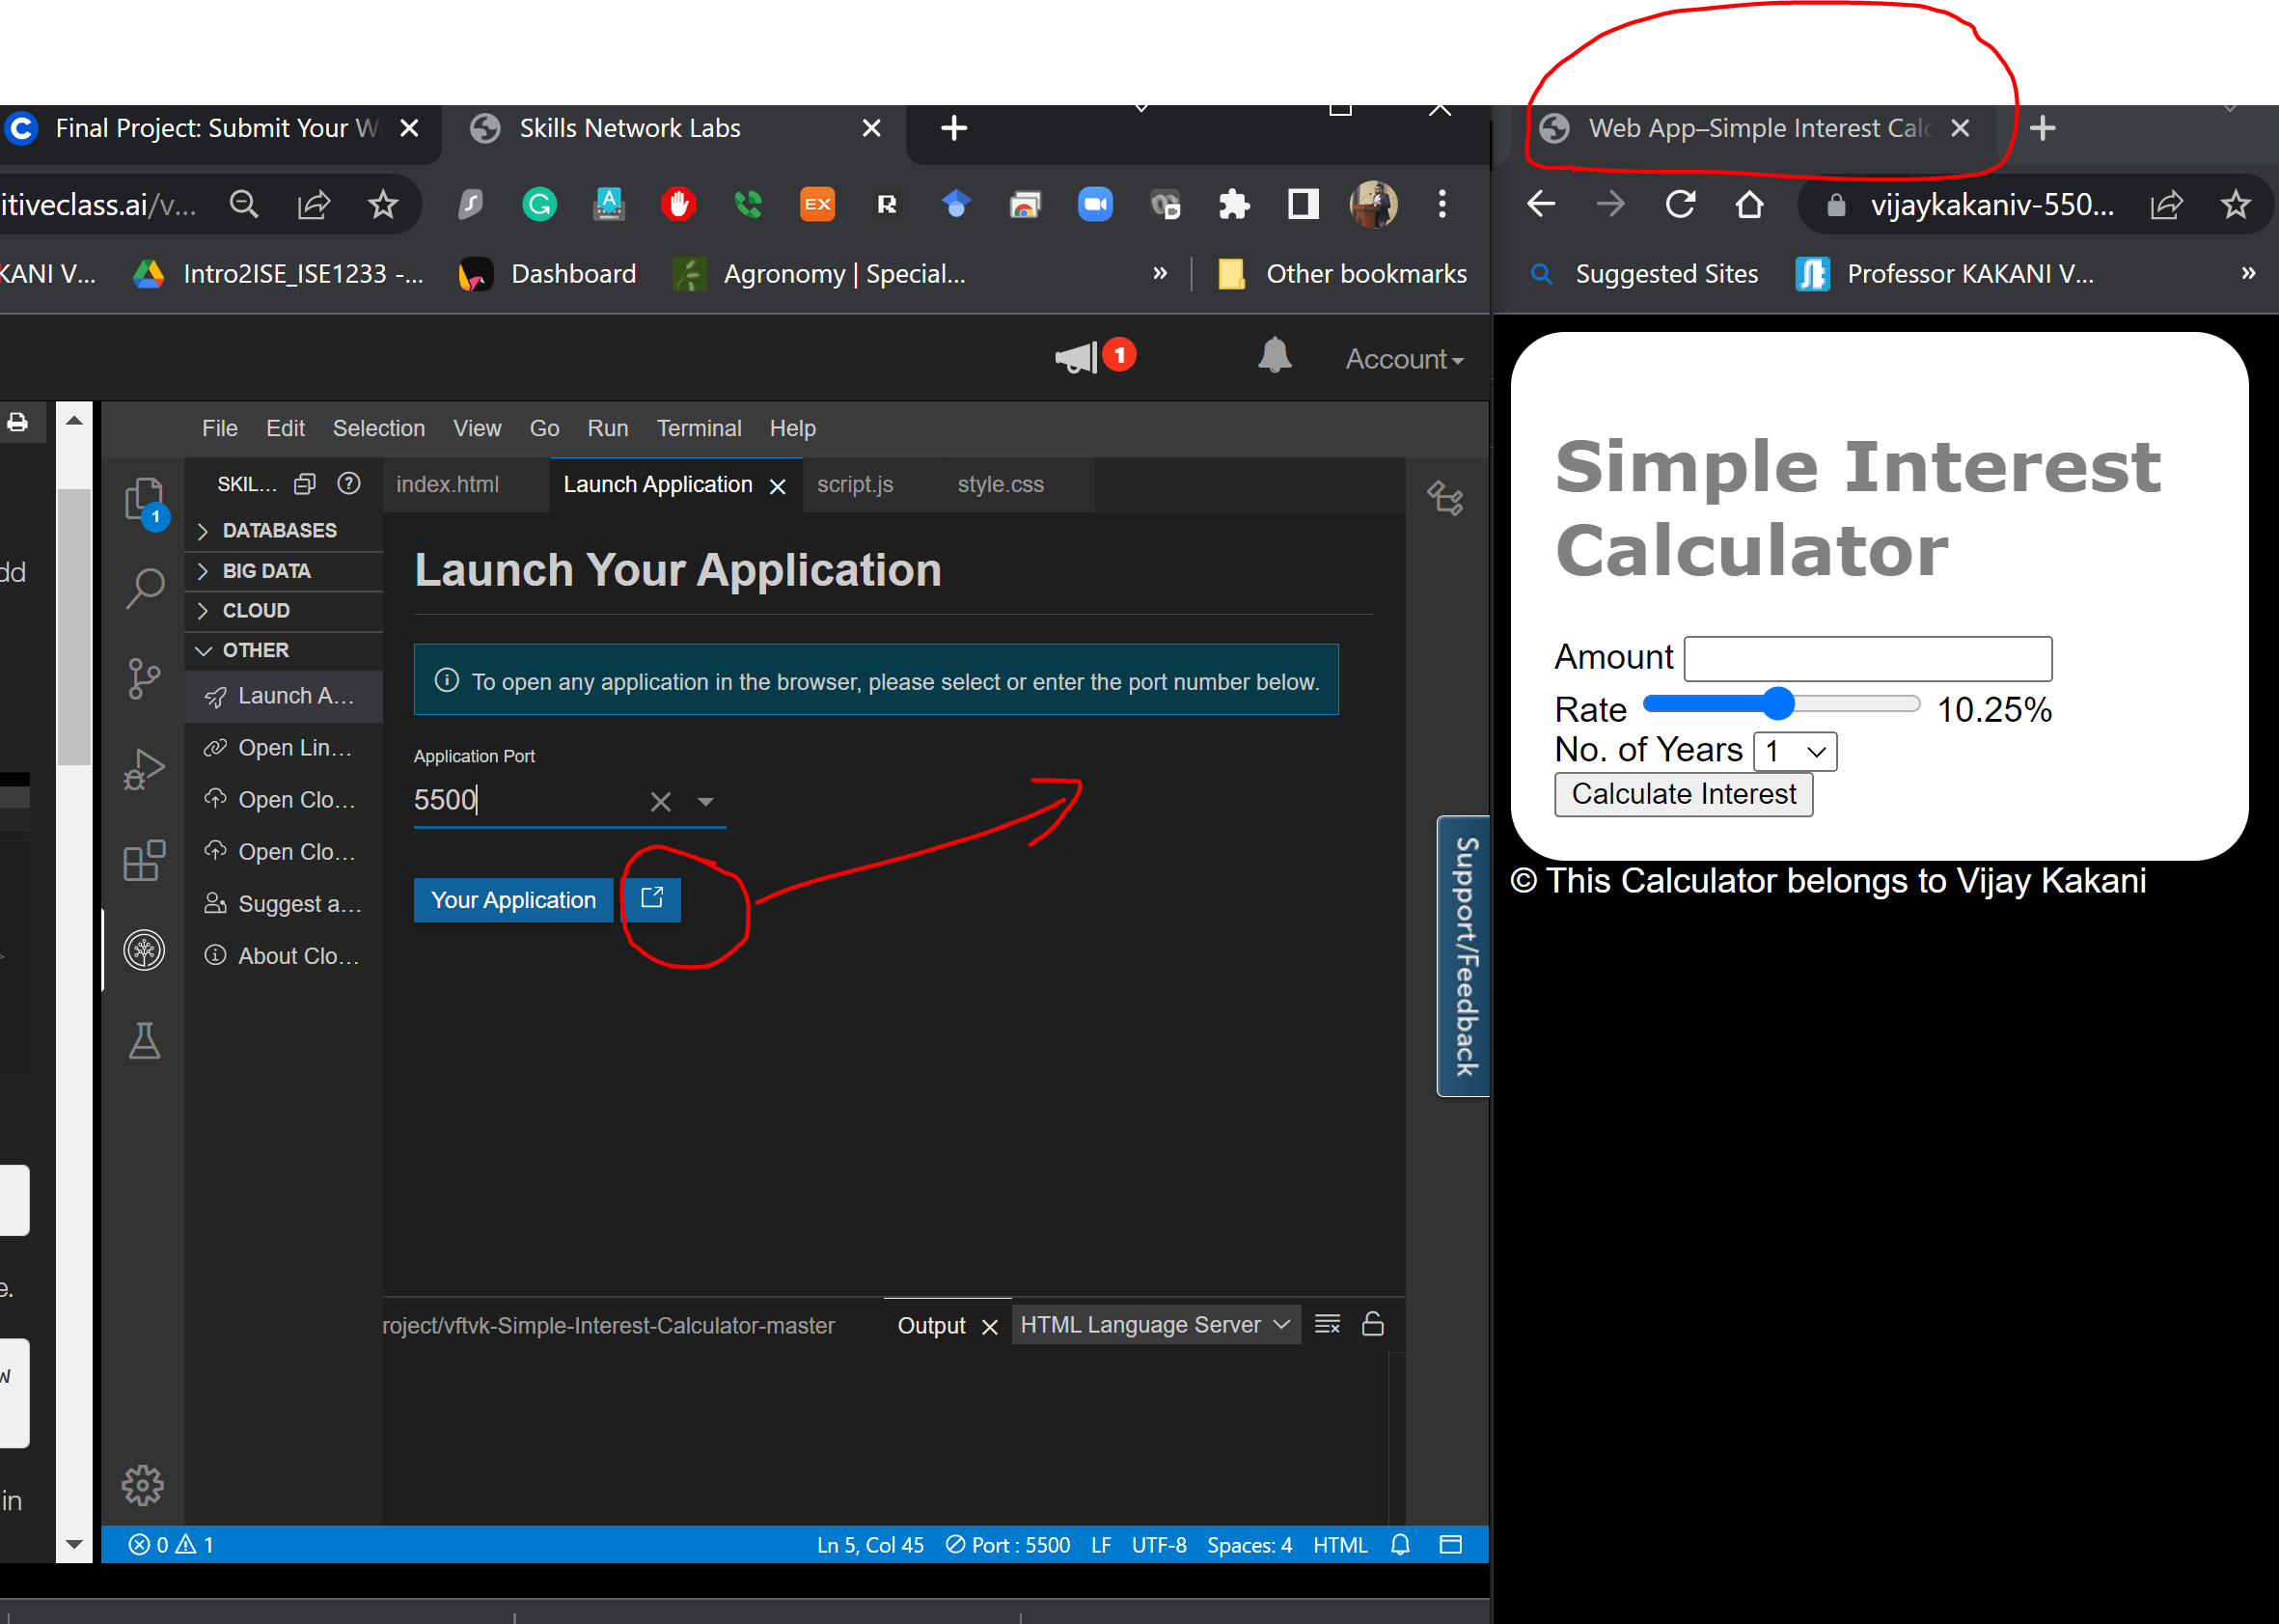 Final Project: Submit Your W
Skills Network Labs
Web App–Simple Interest Calc
itiveclass.ai/v...
EX
R
vijaykakaniv-550...
KANI V...
Intro2ISE_ISE1233 -...
Dashboard
Agronomy | Special...
»
Other bookmarks
Suggested Sites
Professor KAKANI V...
»
1
Account
File Edit Selection View Go Run Terminal Help
SKIL...
index.html
Launch Application
script.js
style.css
1
DATABASES
BIG DATA
CLOUD
OTHER
Launch A...
Open Lin...
Open Clo...
Open Clo...
Suggest a...
About Clo...
dd
e.
w
in
Launch Your Application
To open any application in the browser, please select or enter the port number below.
Application Port
5500
Your Application
Support/Feedback
roject/vftvk-Simple-Interest-Calculator-master
Output
HTML Language Server
0 1
Ln 5, Col 45
Port : 5500
LF
UTF-8
Spaces: 4
HTML
Simple Interest
Calculator
Amount
Rate 10.25%
No. of Years 1
Calculate Interest
© This Calculator belongs to Vijay Kakani